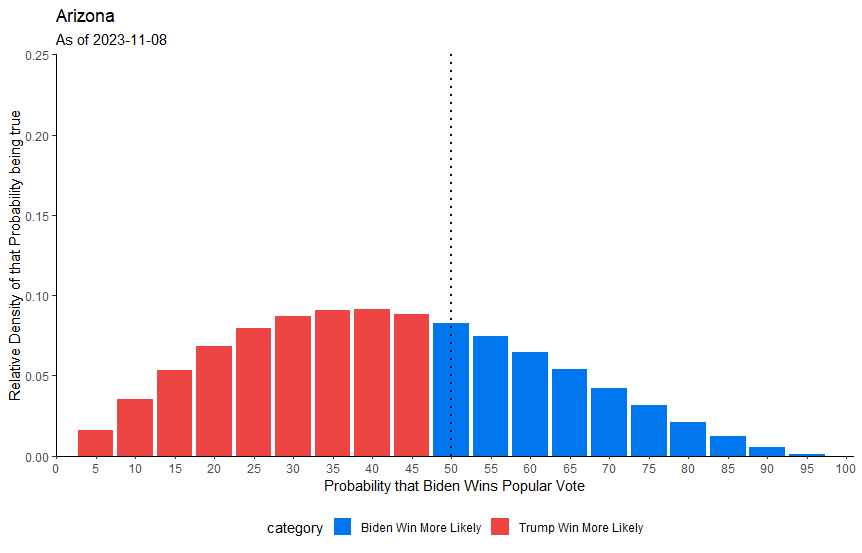 Arizona
As of 2023-11-08
Relative Density of that Probability being true
0.25
0.20
0.15
0.10
0.05
0.00
0 5 10 15 20 25 30 35 40 45 50 55 60 65 70 75 80 85 90 95 100
Probability that Biden Wins Popular Vote
category Biden Win More Likely Trump Win More Likely